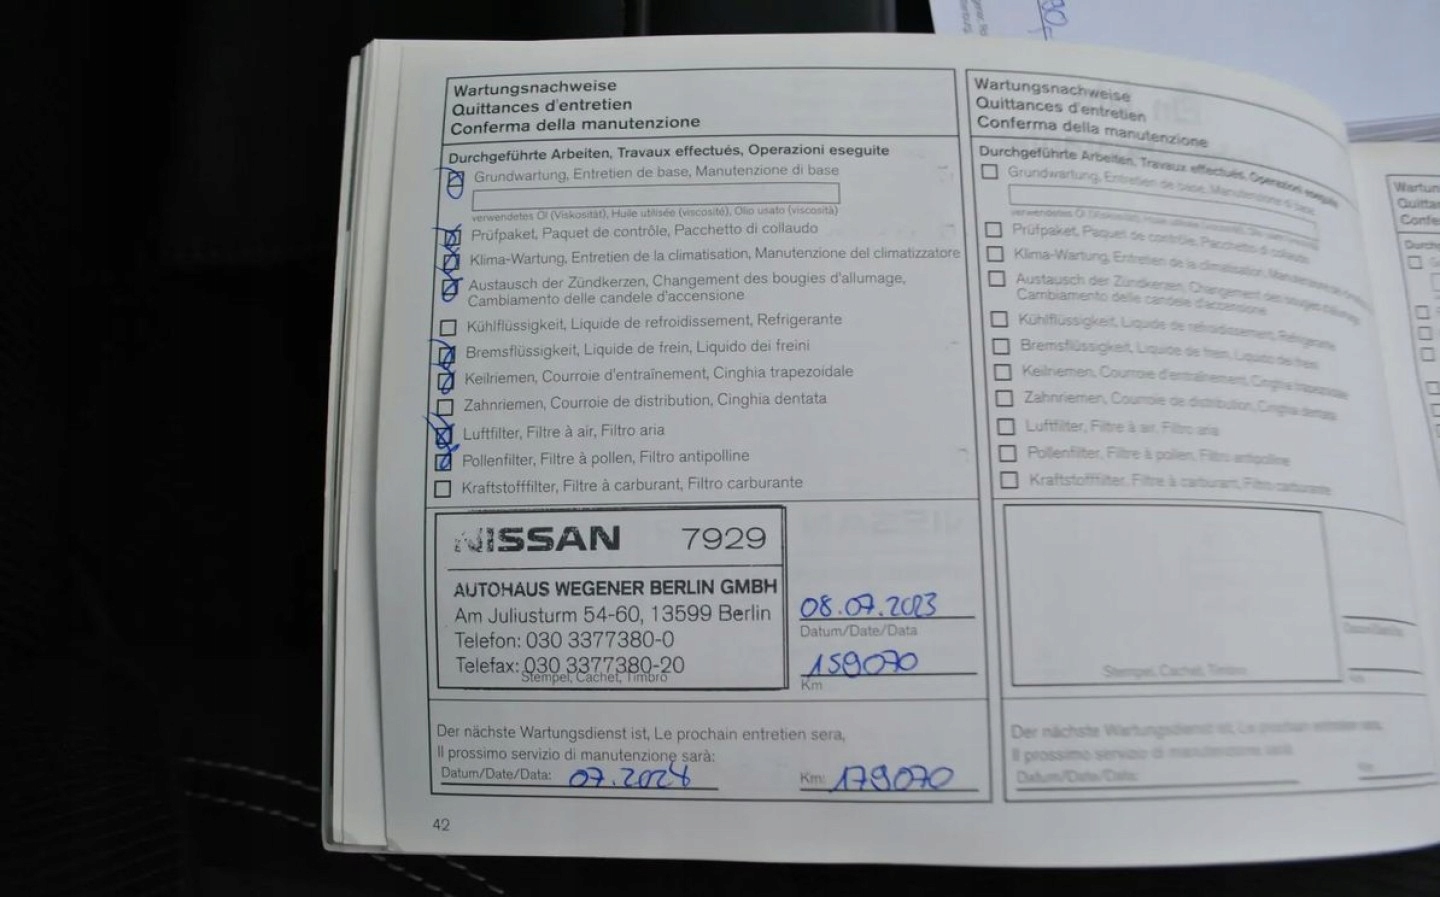 Wartungsnachweise
Quittances d'entretien
Conferma della manutenzione
Durchgeführte Arbeiten, Travaux effectués, Operazioni eseguite
Grundwartung, Entretien de base, Manutenzione di base
verwendetes Öl (Viskosität), Huile utilisée (viscosité), Olio usato (viscosità)
Prüfpaket, Paquet de contrôle, Pacchetto di collaudo
Klima-Wartung, Entretien de la climatisation, Manutenzione del climatizzatore
Austausch der Zündkerzen, Changement des bougies d'allumage,
Cambiamento delle candele d'accensione
Kühlflüssigkeit, Liquide de refroidissement, Refrigerante
Bremsflüssigkeit, Liquide de frein, Liquido dei freini
Keilriemen, Courroie d'entraînement, Cinghia trapezoidale
Zahnriemen, Courroie de distribution, Cinghia dentata
Luftfilter, Filtre à air, Filtro aria
Pollenfilter, Filtre à pollen, Filtro antipolline
Kraftstofffilter, Filtre à carburant, Filtro carburante
NISSAN 7929
AUTOHAUS WEGENER BERLIN GMBH
Am Juliusturm 54-60, 13599 Berlin
Telefon: 030 3377380-0
Telefax: 030 3377380-20
Stempel, Cachet, Timbro
08.07.2023
Datum/Date/Data
159070
Km
Der nächste Wartungsdienst ist, Le prochain entretien sera,
Il prossimo servizio di manutenzione sarà:
Datum/Date/Data: 07.2024
Km: 179070
42
Wartungsnachweise
Quittances d'entretien
Conferma della manutenzione
Durchgeführte Arbeiten, Travaux effectués, Operazioni eseguite
Grundwartung, Entretien de base, Manutenzione di base
Prüfpaket, Paquet de contrôle, Pacchetto di collaudo
Klima-Wartung, Entretien de la climatisation,
Austausch der Zündkerzen, Changement des bougies d'allumage,
Cambiamento delle candele d'accensione
Kühlflüssigkeit, Liquide de refroidissement, Refrigerante
Bremsflüssigkeit, Liquide de frein, Liquido dei freini
Keilriemen, Courroie d'entraînement, Cinghia trapezoidale
Zahnriemen, Courroie de distribution, Cinghia dentata
Luftfilter, Filtre à air, Filtro aria
Pollenfilter, Filtre à pollen, Filtro antipolline
Kraftstofffilter, Filtre à carburant, Filtro carburante
Stempel, Cachet, Timbro
Der nächste Wartungsdienst ist, Le prochain entretien sera,
Il prossimo servizio di manutenzione sarà:
Datum/Date/Data: